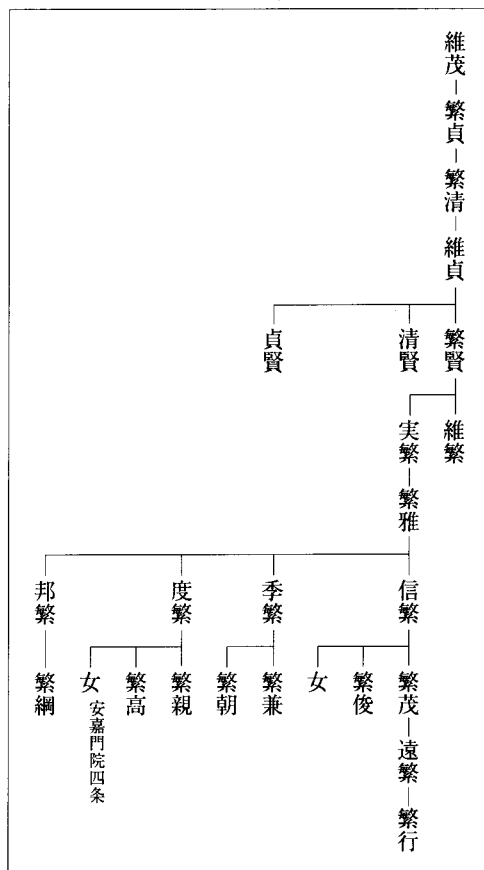 維茂―繁貞―繁清―維貞
繁賢
清賢
貞賢
維繁
実繁―繁雅
信繁
季繁
度繁
邦繁
繁茂―遠繁―繁行
繁俊
女
繁兼
繁朝
繁親
繁高
女 安嘉門院四条
繁綱